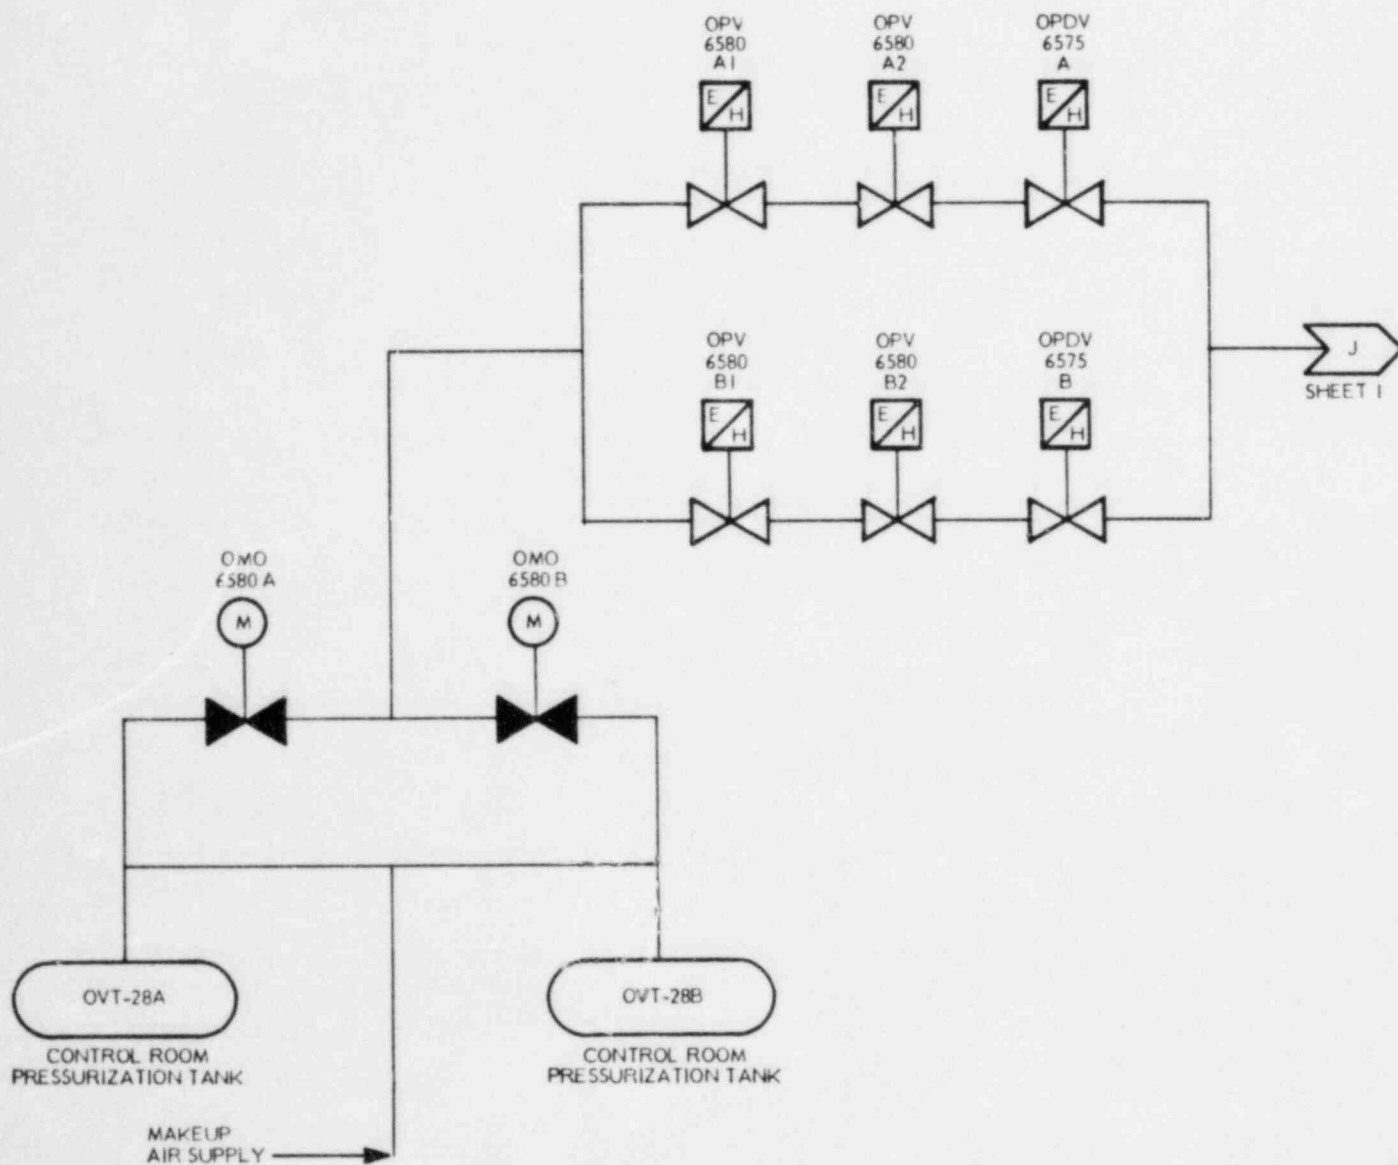 OPV
6580
A1
OPV
6580
A2
OPDV
6575
A
E
H
E
H
E
H
OPV
6580
B1
OPV
6580
B2
OPDV
6575
B
J
SHEET 1
E
H
E
H
E
H
OMO
6580 A
OMO
6580 B
M
M
OVT-28A
OVT-28B
CONTROL ROOM
PRESSURIZATION TANK
CONTROL ROOM
PRESSURIZATION TANK
MAKEUP
AIR SUPPLY